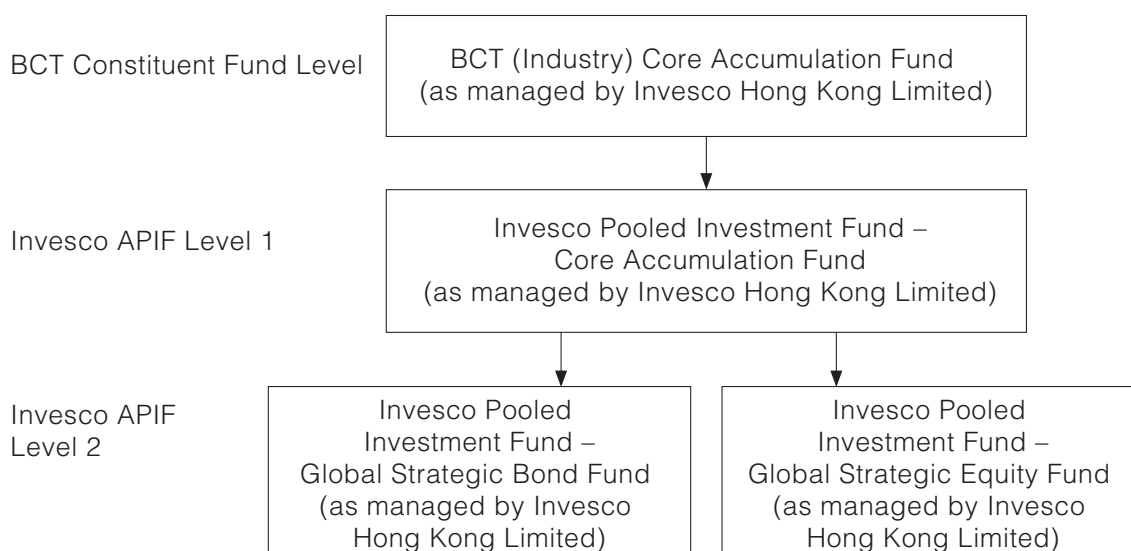 BCT Constituent Fund Level
BCT (Industry) Core Accumulation Fund
(as managed by Invesco Hong Kong Limited)
Invesco APIF Level 1
Invesco Pooled Investment Fund –
Core Accumulation Fund
(as managed by Invesco Hong Kong Limited)
Invesco APIF
Level 2
Invesco Pooled
Investment Fund –
Global Strategic Bond Fund
(as managed by Invesco
Hong Kong Limited)
Invesco Pooled
Investment Fund –
Global Strategic Equity Fund
(as managed by Invesco
Hong Kong Limited)